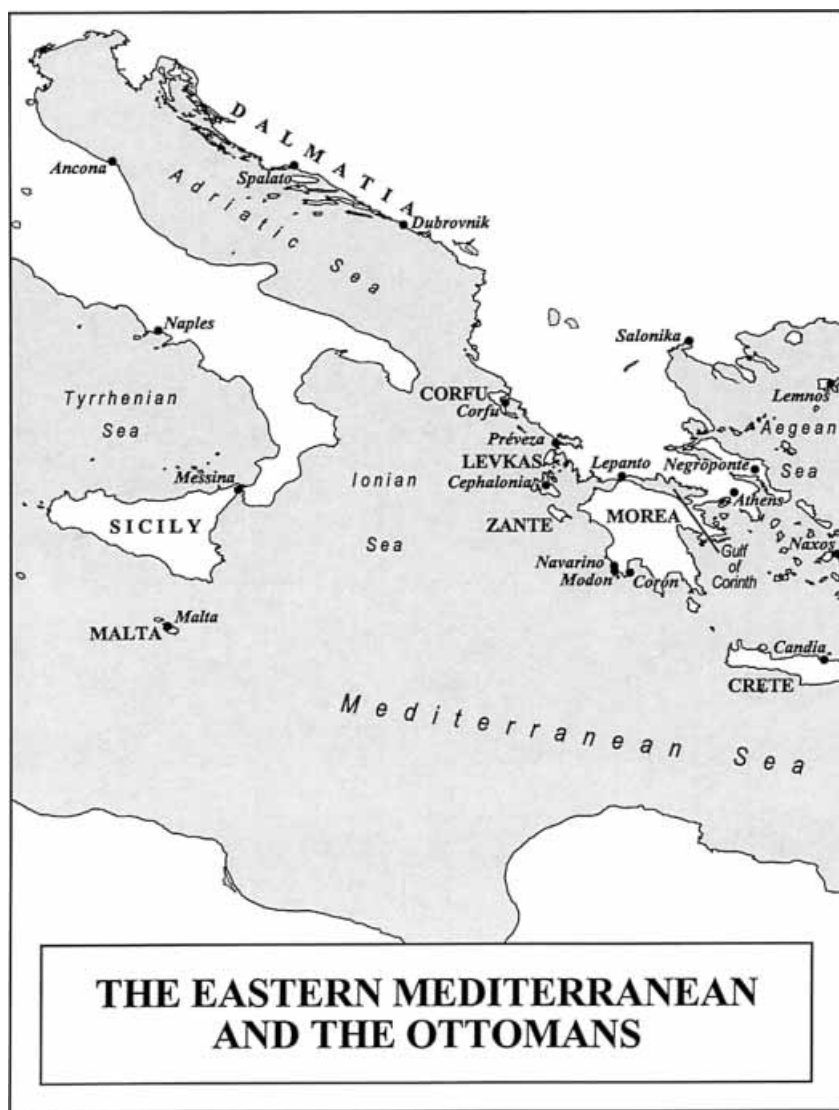 DALMATIA
Ancona
Spalato
Adriatic Sea
Dubrovnik
Naples
Salonika
Tyrrhenian
Sea
CORFU
Corfu
Lemnos
Aegean
Sea
Préveza
LEVKAS
Lepanto
Negroponte
Messina
Ionian
Sea
Cephalonia
Athens
SICILY
ZANTE
MOREA
Gulf
of
Corinth
Naxos
Navarino
Modon
Coron
Malta
MALTA
Candia
CRETE
Mediterranean Sea
THE EASTERN MEDITERRANEAN
AND THE OTTOMANS